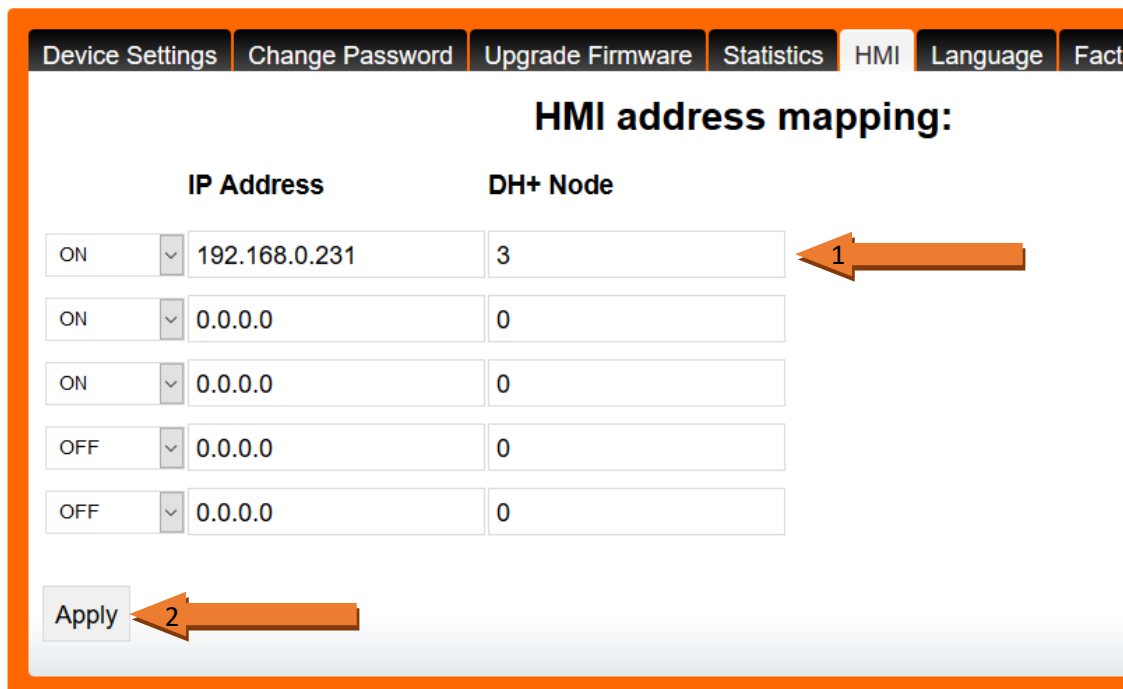 Device Settings Change Password Upgrade Firmware Statistics HMI Language Fact
HMI address mapping:
IP Address DH+ Node
ON 192.168.0.231 3 1
ON 0.0.0.0 0
ON 0.0.0.0 0
OFF 0.0.0.0 0
OFF 0.0.0.0 0
Apply 2